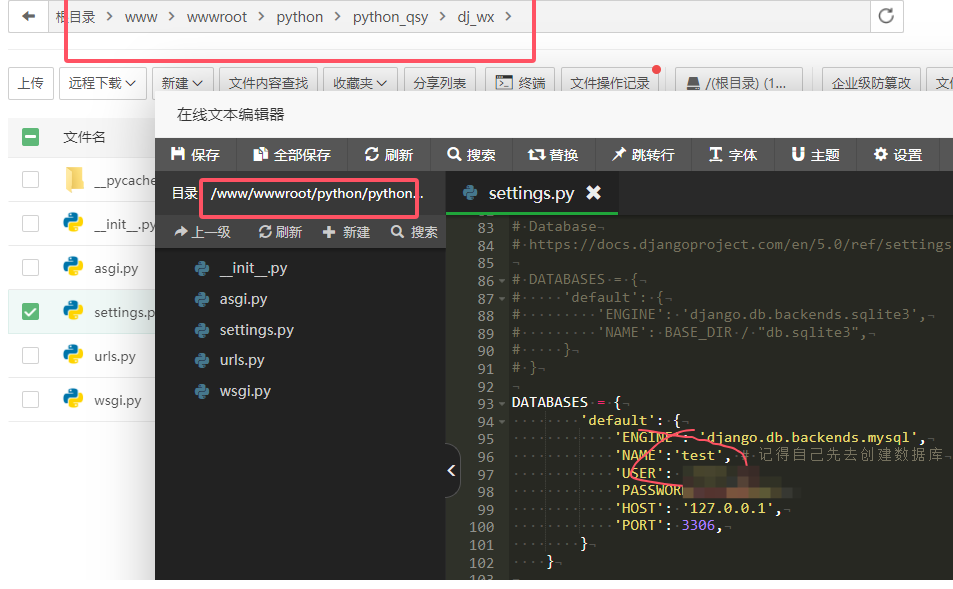 根目录 > www > wwwroot > python > python_qsy > dj_wx >
上传 远程下载 新建 文件内容查找 收藏夹 分享列表 终端 文件操作记录 /(根目录) (1... 企业级防篡改
文件名
__pycache
__init__.py
asgi.py
settings.p
urls.py
wsgi.py
在线文本编辑器
保存 全部保存 刷新 搜索 替换 跳转行 字体 主题 设置
目录: /www/wwwroot/python/python...
上一级 刷新 新建 搜索
__init__.py
asgi.py
settings.py
urls.py
wsgi.py
settings.py
83 # Database
84 # https://docs.djangoproject.com/en/5.0/ref/settings
85
86 # DATABASES = {
87 #     'default': {
88 #         'ENGINE': 'django.db.backends.sqlite3',
89 #         'NAME': BASE_DIR / "db.sqlite3",
90 #     }
91 # }
92
93 DATABASES = {
94         'default': {
95             'ENGINE': 'django.db.backends.mysql',
96             'NAME':'test', # 记得自己先去创建数据库
97             'USER':
98             'PASSWORD
99             'HOST': '127.0.0.1',
100             'PORT': 3306,
101         }
102     }